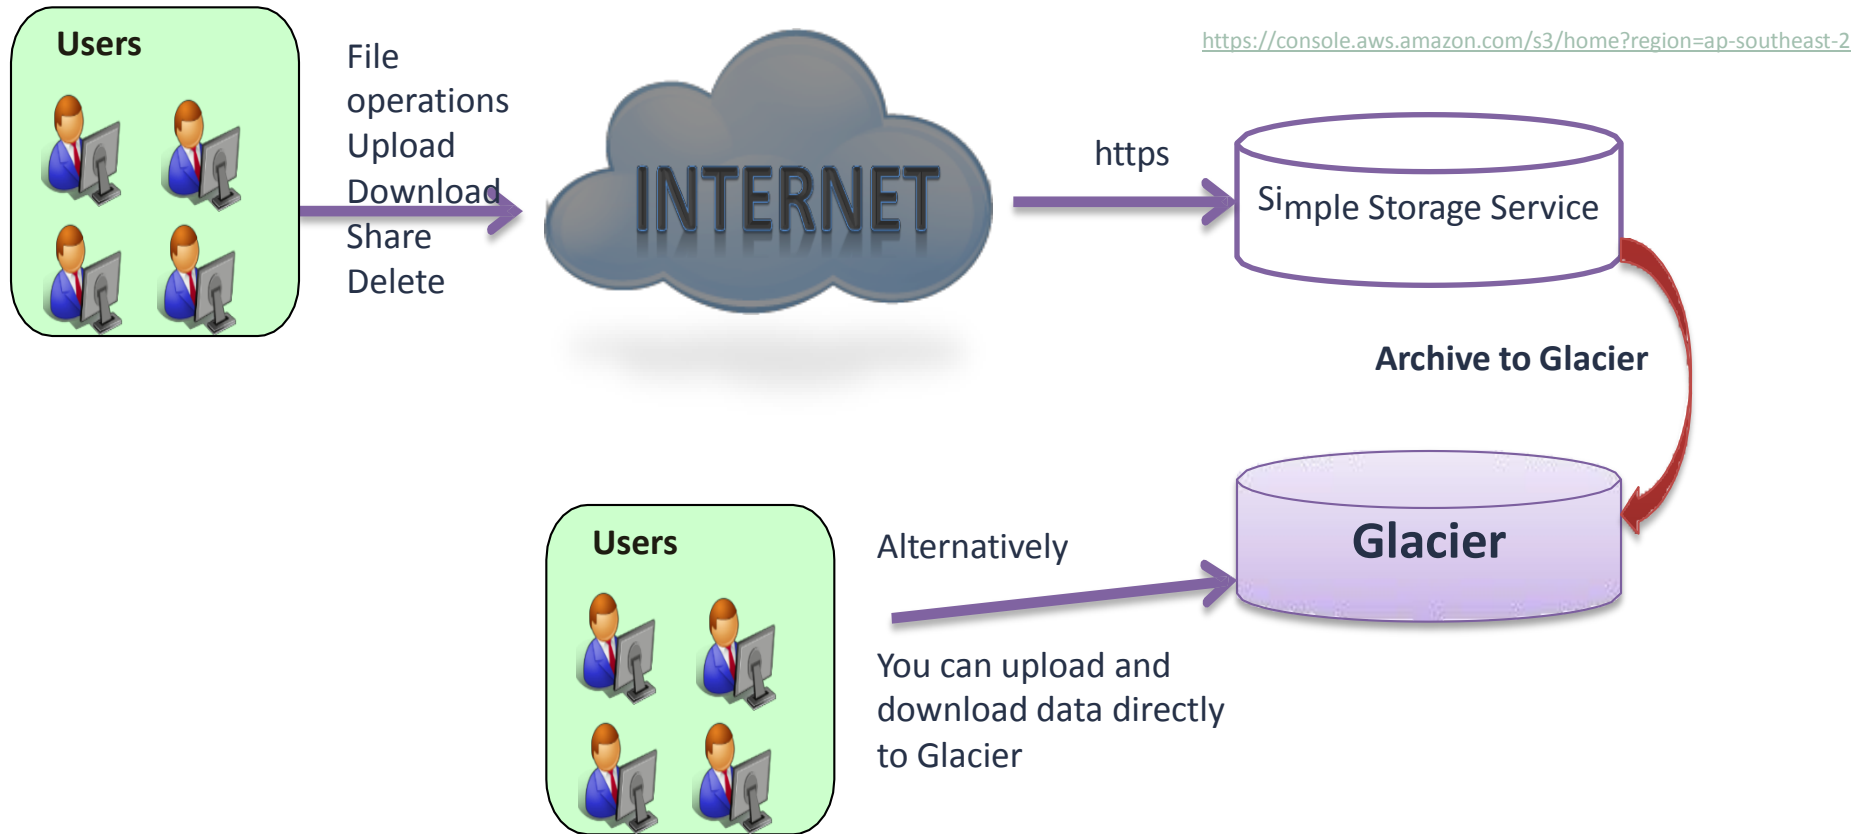 Users
File
operations
Upload
Download
Share
Delete
INTERNET
https://console.aws.amazon.com/s3/home?region=ap-southeast-2
https
Simple Storage Service
Archive to Glacier
Users
Alternatively
You can upload and
download data directly
to Glacier
Glacier